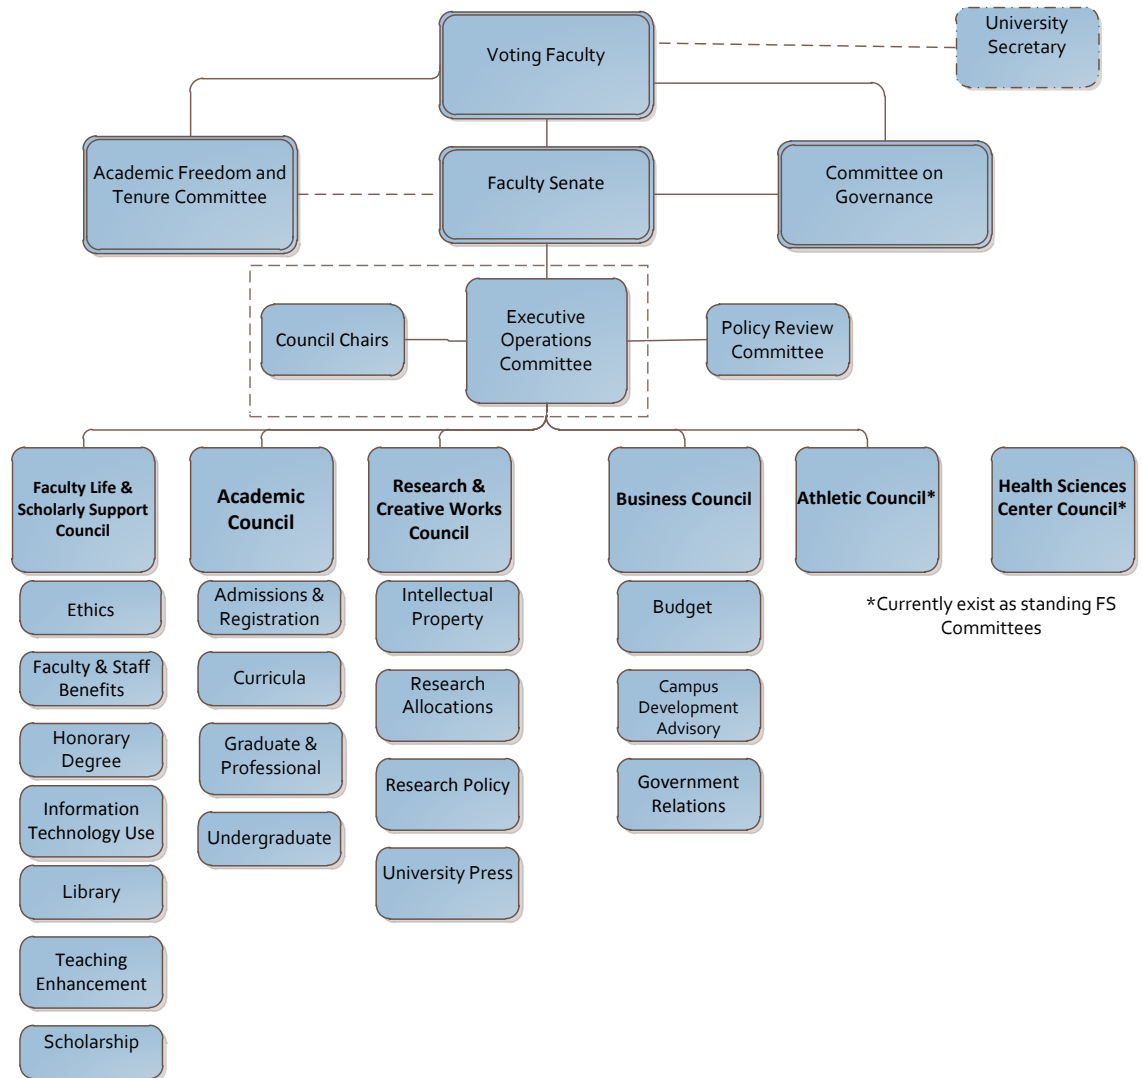 Voting Faculty
University
Secretary
Academic Freedom and
Tenure Committee
Faculty Senate
Committee on
Governance
Council Chairs
Executive
Operations
Committee
Policy Review
Committee
Faculty Life &
Scholarly Support
Council
Academic
Council
Research &
Creative Works
Council
Business Council
Athletic Council*
Health Sciences
Center Council*
*Currently exist as standing FS
Committees
Ethics
Faculty & Staff
Benefits
Honorary
Degree
Information
Technology Use
Library
Teaching
Enhancement
Scholarship
Admissions &
Registration
Curricula
Graduate &
Professional
Undergraduate
Intellectual
Property
Research
Allocations
Research Policy
University Press
Budget
Campus
Development
Advisory
Government
Relations